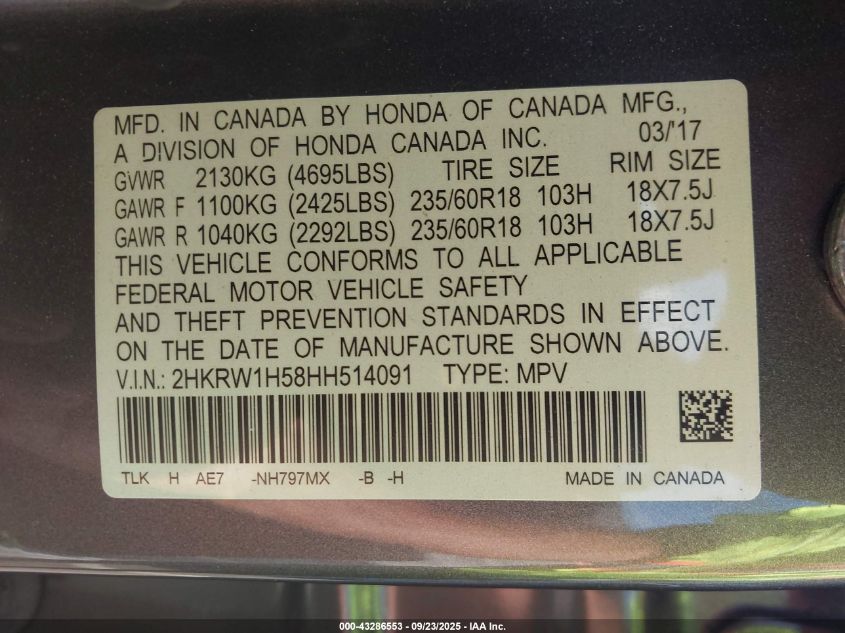 MFD. IN CANADA BY HONDA OF CANADA MFG.,
A DIVISION OF HONDA CANADA INC. 03/'17
GVWR 2130KG (4695LBS) TIRE SIZE RIM SIZE
GAWR F 1100KG (2425LBS) 235/60R18 103H 18X7.5J
GAWR R 1040KG (2292LBS) 235/60R18 103H 18X7.5J
THIS VEHICLE CONFORMS TO ALL APPLICABLE
FEDERAL MOTOR VEHICLE SAFETY
AND THEFT PREVENTION STANDARDS IN EFFECT
ON THE DATE OF MANUFACTURE SHOWN ABOVE.
V.I.N.: 2HKRW1H58HH514091 TYPE: MPV
TLK H AE7 -NH797MX -B -H MADE IN CANADA
000-43286553 - 09/23/2025 - IAA Inc.